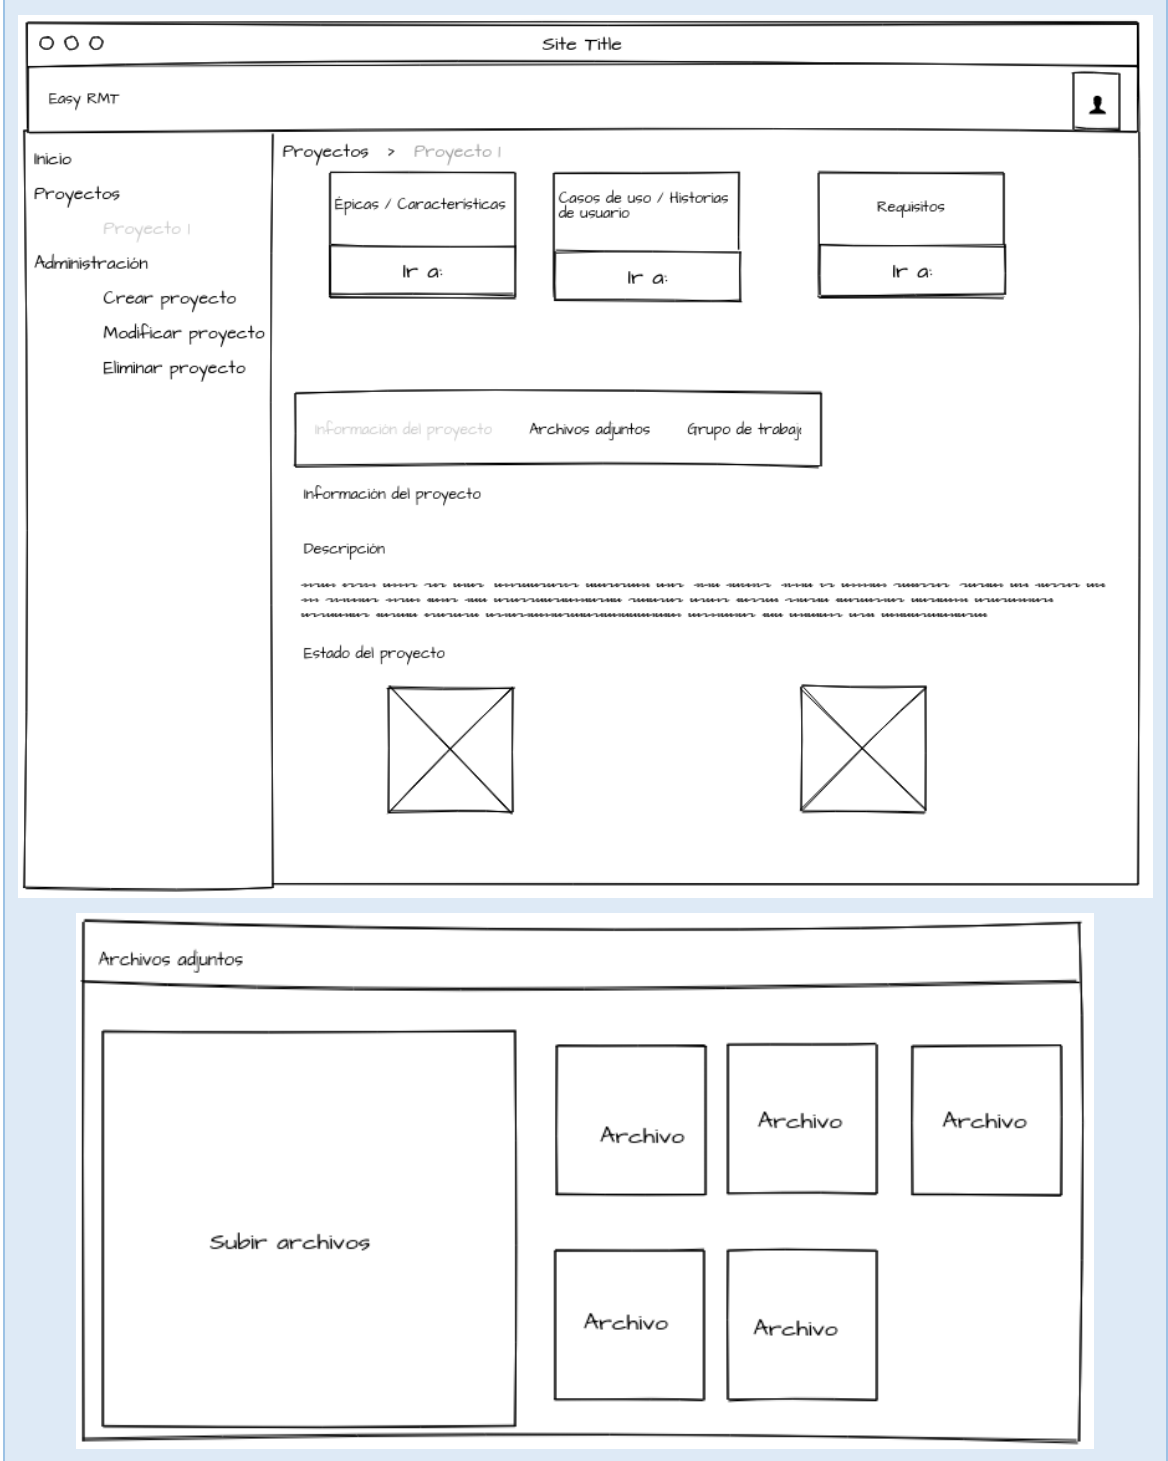 Site Title
Easy RMT
Inicio
Proyectos
Proyecto 1
Administración
Crear proyecto
Modificar proyecto
Eliminar proyecto
Proyectos > Proyecto 1
Épicas / Características
Ir a:
Casos de uso / Historias
de usuario
Ir a:
Requisitos
Ir a:
Información del proyecto Archivos adjuntos Grupo de trabajo
Información del proyecto
Descripción
Estado del proyecto
Archivos adjuntos
Subir archivos
Archivo
Archivo
Archivo
Archivo
Archivo